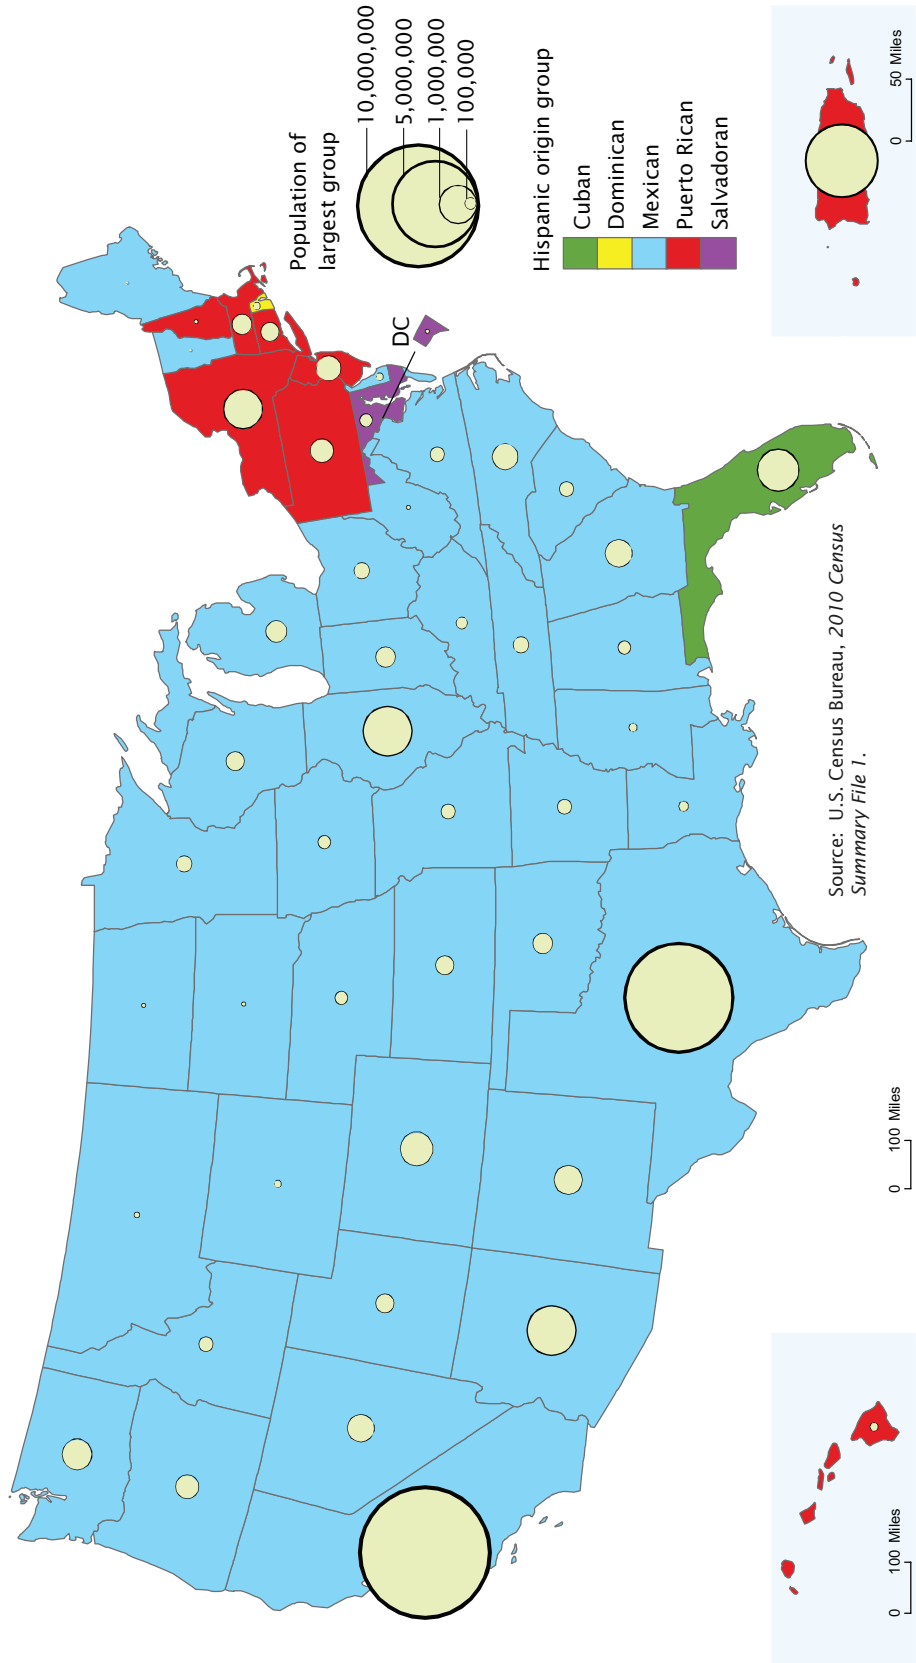 Population of
largest group
10,000,000
5,000,000
1,000,000
100,000
Hispanic origin group
Cuban
Dominican
Mexican
Puerto Rican
Salvadoran
DC
Source: U.S. Census Bureau, 2010 Census
Summary File 1.
0 100 Miles
0 100 Miles
0 50 Miles